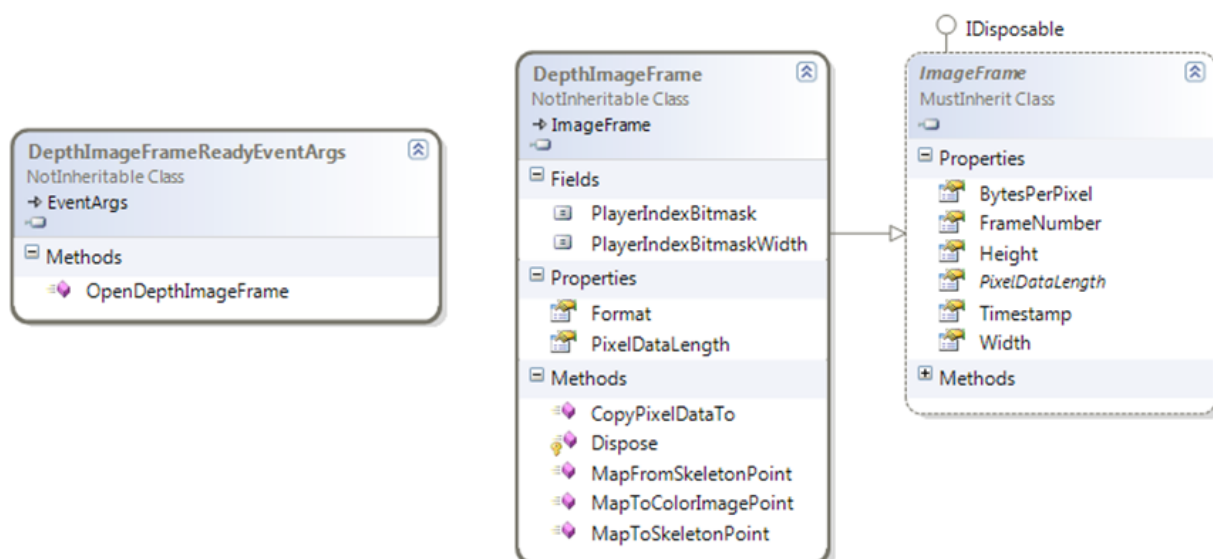 DepthImageFrameReadyEventArgs
NotInheritable Class
EventArgs
Methods
OpenDepthImageFrame
DepthImageFrame
NotInheritable Class
ImageFrame
Fields
PlayerIndexBitmask
PlayerIndexBitmaskWidth
Properties
Format
PixelDataLength
Methods
CopyPixelDataTo
Dispose
MapFromSkeletonPoint
MapToColorImagePoint
MapToSkeletonPoint
IDisposable
ImageFrame
MustInherit Class
Properties
BytesPerPixel
FrameNumber
Height
PixelDataLength
Timestamp
Width
Methods